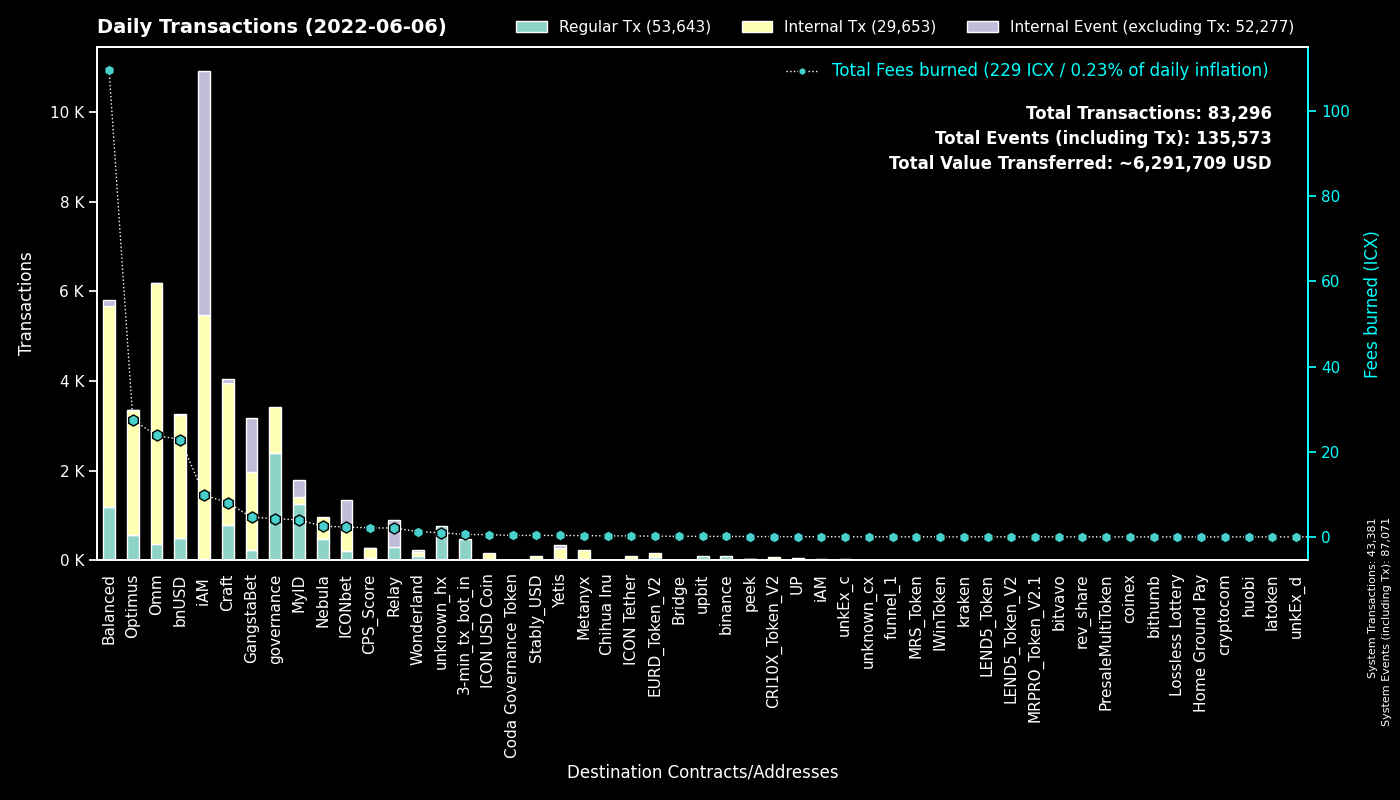 Daily Transactions (2022-06-06)
Regular Tx (53,643)
Internal Tx (29,653)
Internal Event (excluding Tx: 52,277)
Total Fees burned (229 ICX / 0.23% of daily inflation)
Total Transactions: 83,296
Total Events (including Tx): 135,573
Total Value Transferred: ~6,291,709 USD
Transactions
10 K
8 K
6 K
4 K
2 K
0 K
100
80
60
40
20
0
Fees burned (ICX)
Balanced
Optimus
Omm
bnUSD
iAM
Craft
GangstaBet
governance
MyID
Nebula
ICONbet
CPS_Score
Relay
Wonderland
unknown_hx
3-min_tx_bot_in
ICON USD Coin
Coda Governance Token
Stably_USD
Yetis
Metanyx
Chihua Inu
ICON Tether
EURD_Token_V2
Bridge
upbit
binance
peek
CRI10X_Token_V2
UP
iAM
unkEx_c
unknown_cx
funnel_1
MRS_Token
IWinToken
kraken
LEND5_Token
LEND5_Token_V2
MRPRO_Token_V2.1
bitvavo
rev_share
PresaleMultiToken
coinex
bithumb
Lossless Lottery
Home Ground Pay
cryptocom
huobi
latoken
unkEx_d
Destination Contracts/Addresses
System Transactions: 43,381
System Events (including Tx): 87,071